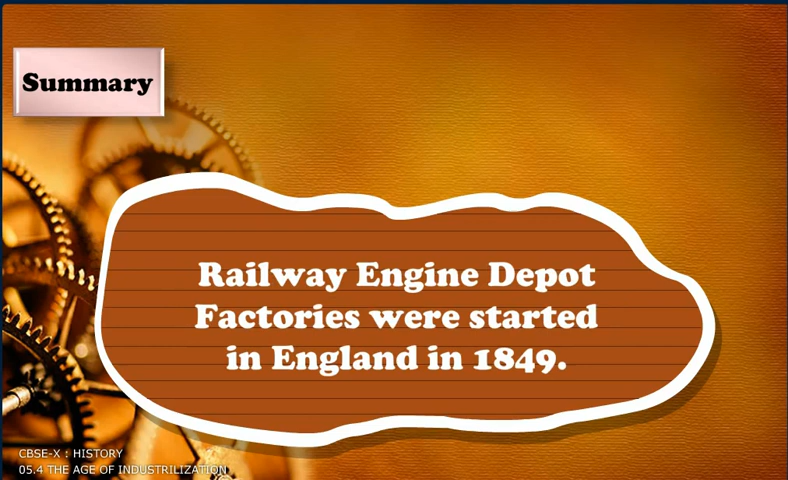 Summary
Railway Engine Depot
Factories were started
in England in 1849.
CBSE-X : HISTORY
05.4 THE AGE OF INDUSTRILIZATION